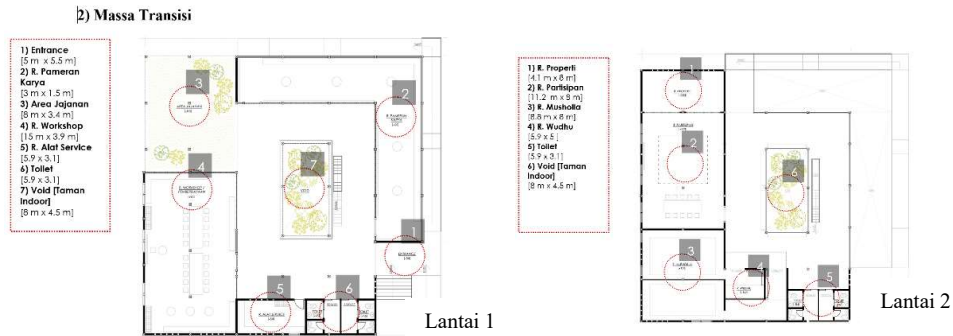 2) Massa Transisi
1) Entrance
[5 m x 5.5 m]
2) R. Pameran
Karya
[3 m x 1.5 m]
3) Area Jajanan
[8 m x 3.4 m]
4) R. Workshop
[15 m x 3.9 m]
5) R. Alat Service
[5.9 x 3.1]
6) Toilet
[5.9 x 3.1]
7) Void [Taman
Indoor]
[8 m x 4.5 m]
3
2
7
4
1
5
6
Lantai 1
1) R. Properti
[4.1 m x 8 m]
2) R. Partisipan
[11.2 m x 8 m]
3) R. Musholla
[8.8 m x 8 m]
4) R. Wudhu
[5.9 x 5]
5) Toilet
[5.9 x 3.1]
6) Void [Taman
Indoor]
[8 m x 4.5 m]
1
2
6
3
4
5
Lantai 2